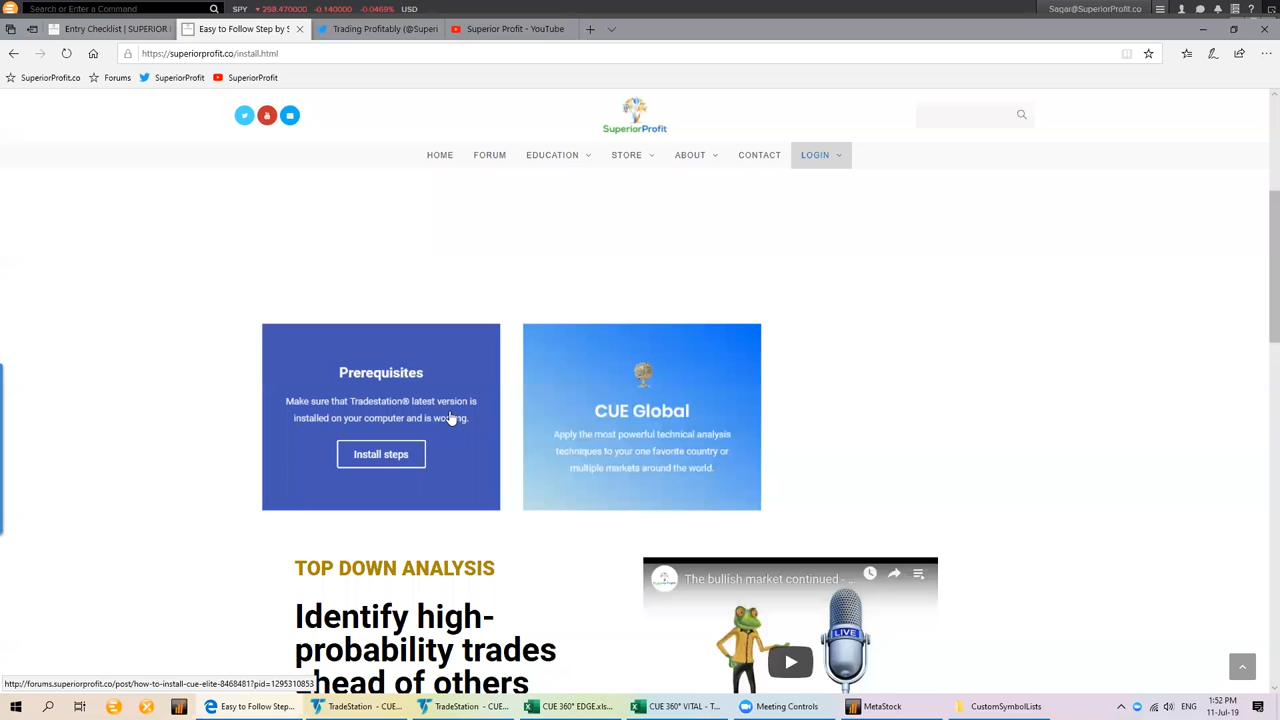 Search or Enter a Command
SPY
298.470000
-0.140000
-0.0469%
USD
Sagar@SuperiorProfit.co
Entry Checklist | SUPERIOR
Easy to Follow Step by S
Trading Profitably (@Superi
Superior Profit - YouTube
https://superiorprofit.co/install.html
SuperiorProfit.co
Forums
SuperiorProfit
SuperiorProfit
SuperiorProfit
HOME
FORUM
EDUCATION
STORE
ABOUT
CONTACT
LOGIN
Prerequisites
Make sure that Tradestation® latest version is
installed on your computer and is working.
Install steps
CUE Global
Apply the most powerful technical analysis
techniques to your one favorite country or
multiple markets around the world.
TOP DOWN ANALYSIS
Identify high-
probability trades
ahead of others
The bullish market continued - ...
LIVE
http://forums.superiorprofit.co/post/how-to-install-cue-elite-8468481?pid=1295310853
Easy to Follow Step...
TradeStation - CUE...
TradeStation - CUE...
CUE 360° EDGE.xls...
CUE 360° VITAL - T...
Meeting Controls
MetaStock
CustomSymbolLists
ENG
1:52 PM
11-Jul-19